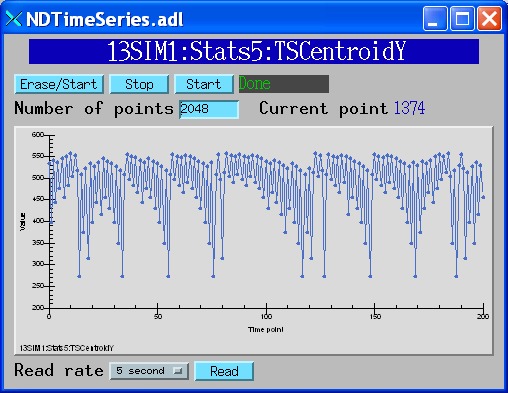 NDTimeSeries.adl
13SIM1:Stats5:TSCentroidY
Erase/Start Stop Start Done
Number of points 2048 Current point 1374
600
550
500
450
400
350
300
250
200
Value
0 50 100 150 200
Time point
13SIM1:Stats5:TSCentroidY
Read rate 5 second Read